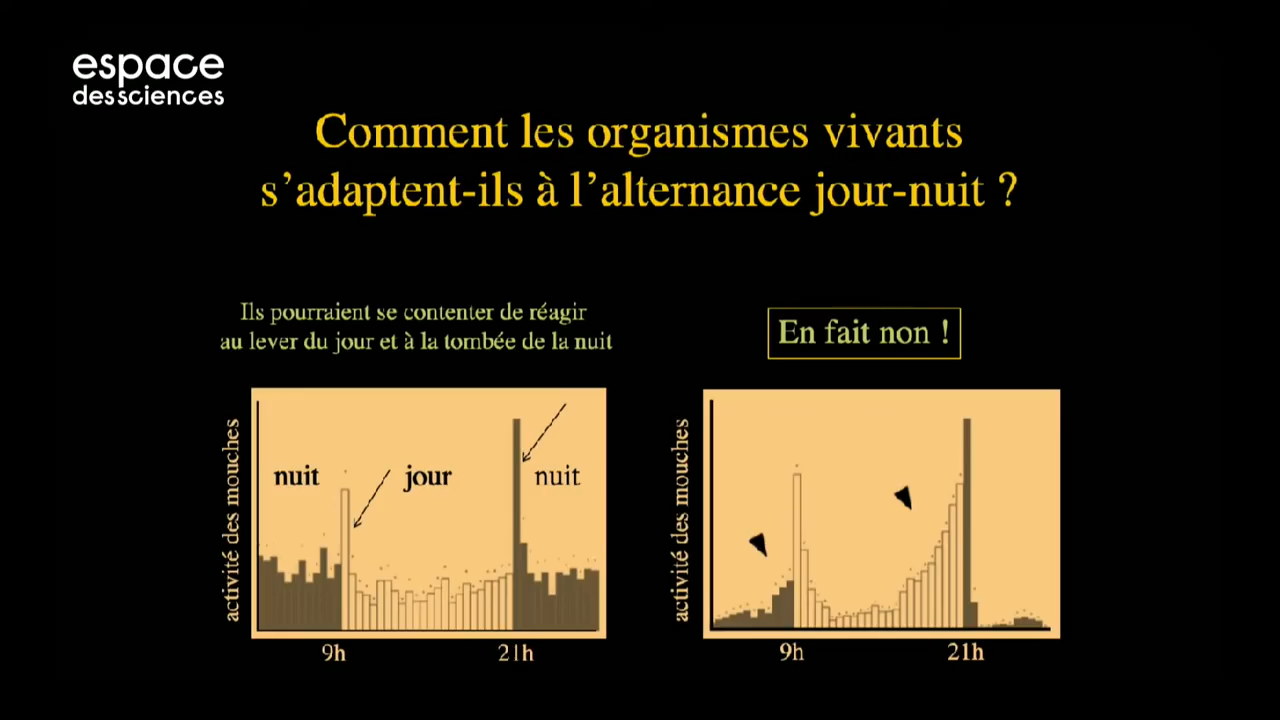 espace
des sciences
Comment les organismes vivants
s'adaptent-ils à l'alternance jour-nuit ?
Ils pourraient se contenter de réagir
au lever du jour et à la tombée de la nuit
En fait non !
activité des mouches
nuit
jour
nuit
9h
21h
activité des mouches
9h
21h